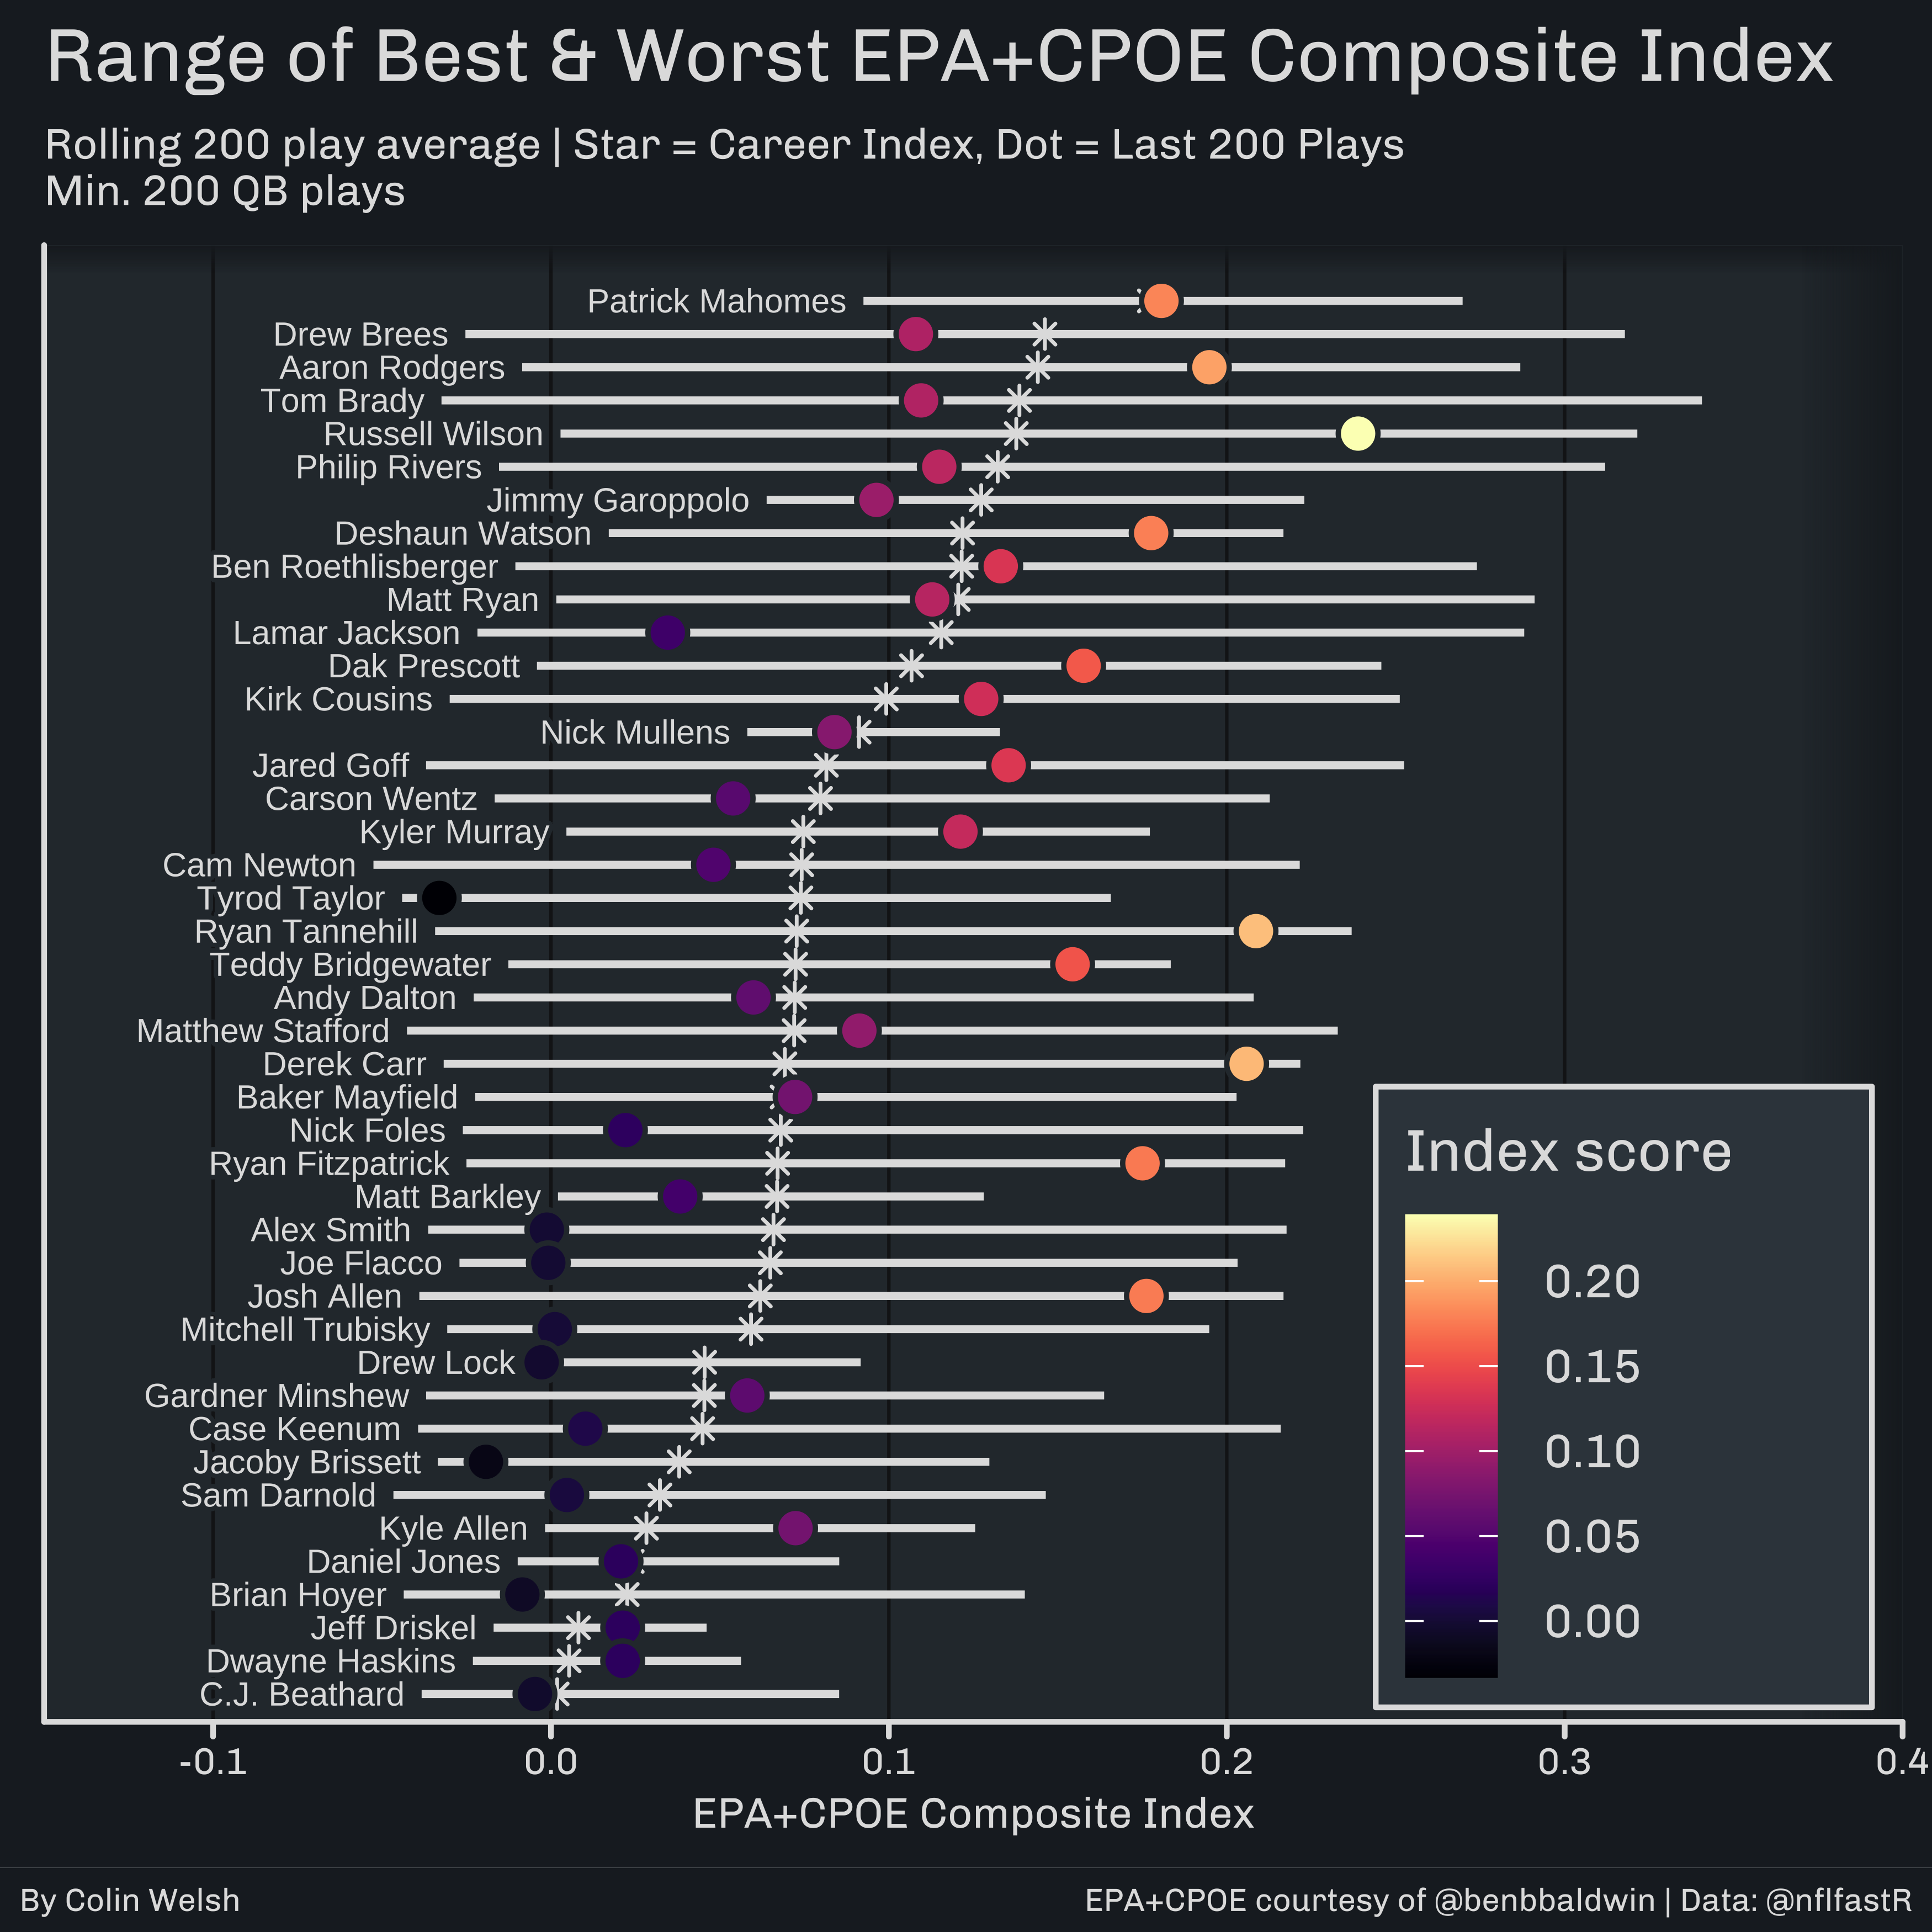 Range of Best & Worst EPA+CPOE Composite Index
Rolling 200 play average | Star = Career Index, Dot = Last 200 Plays
Min. 200 QB plays
Patrick Mahomes
Drew Brees
Aaron Rodgers
Tom Brady
Russell Wilson
Philip Rivers
Jimmy Garoppolo
Deshaun Watson
Ben Roethlisberger
Matt Ryan
Lamar Jackson
Dak Prescott
Kirk Cousins
Nick Mullens
Jared Goff
Carson Wentz
Kyler Murray
Cam Newton
Tyrod Taylor
Ryan Tannehill
Teddy Bridgewater
Andy Dalton
Matthew Stafford
Derek Carr
Baker Mayfield
Nick Foles
Ryan Fitzpatrick
Matt Barkley
Alex Smith
Joe Flacco
Josh Allen
Mitchell Trubisky
Drew Lock
Gardner Minshew
Case Keenum
Jacoby Brissett
Sam Darnold
Kyle Allen
Daniel Jones
Brian Hoyer
Jeff Driskel
Dwayne Haskins
C.J. Beathard
Index score
0.20
0.15
0.10
0.05
0.00
-0.1 0.0 0.1 0.2 0.3 0.4
EPA+CPOE Composite Index
By Colin Welsh
EPA+CPOE courtesy of @benbbaldwin | Data: @nflfastR